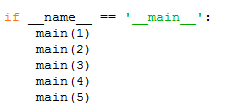 if __name__ == '__main__':
    main(1)
    main(2)
    main(3)
    main(4)
    main(5)